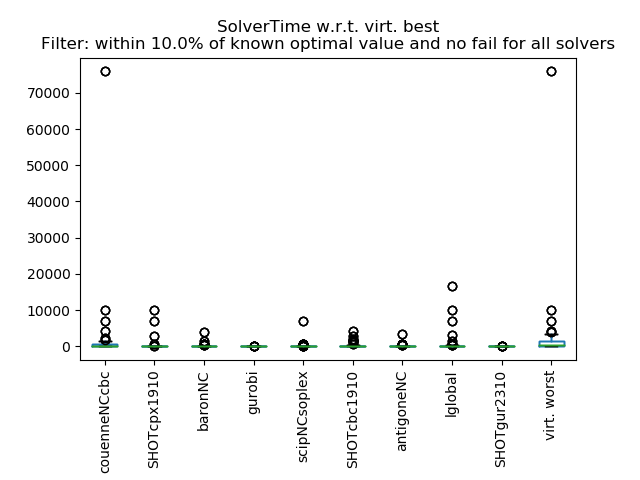 SolverTime w.r.t. virt. best
Filter: within 10.0% of known optimal value and no fail for all solvers
70000
60000
50000
40000
30000
20000
10000
0
couenneNCcbc
SHOTcpx1910
baronNC
gurobi
scipNCsoplex
SHOTcbc1910
antigoneNC
lglobal
SHOTgur2310
virt. worst